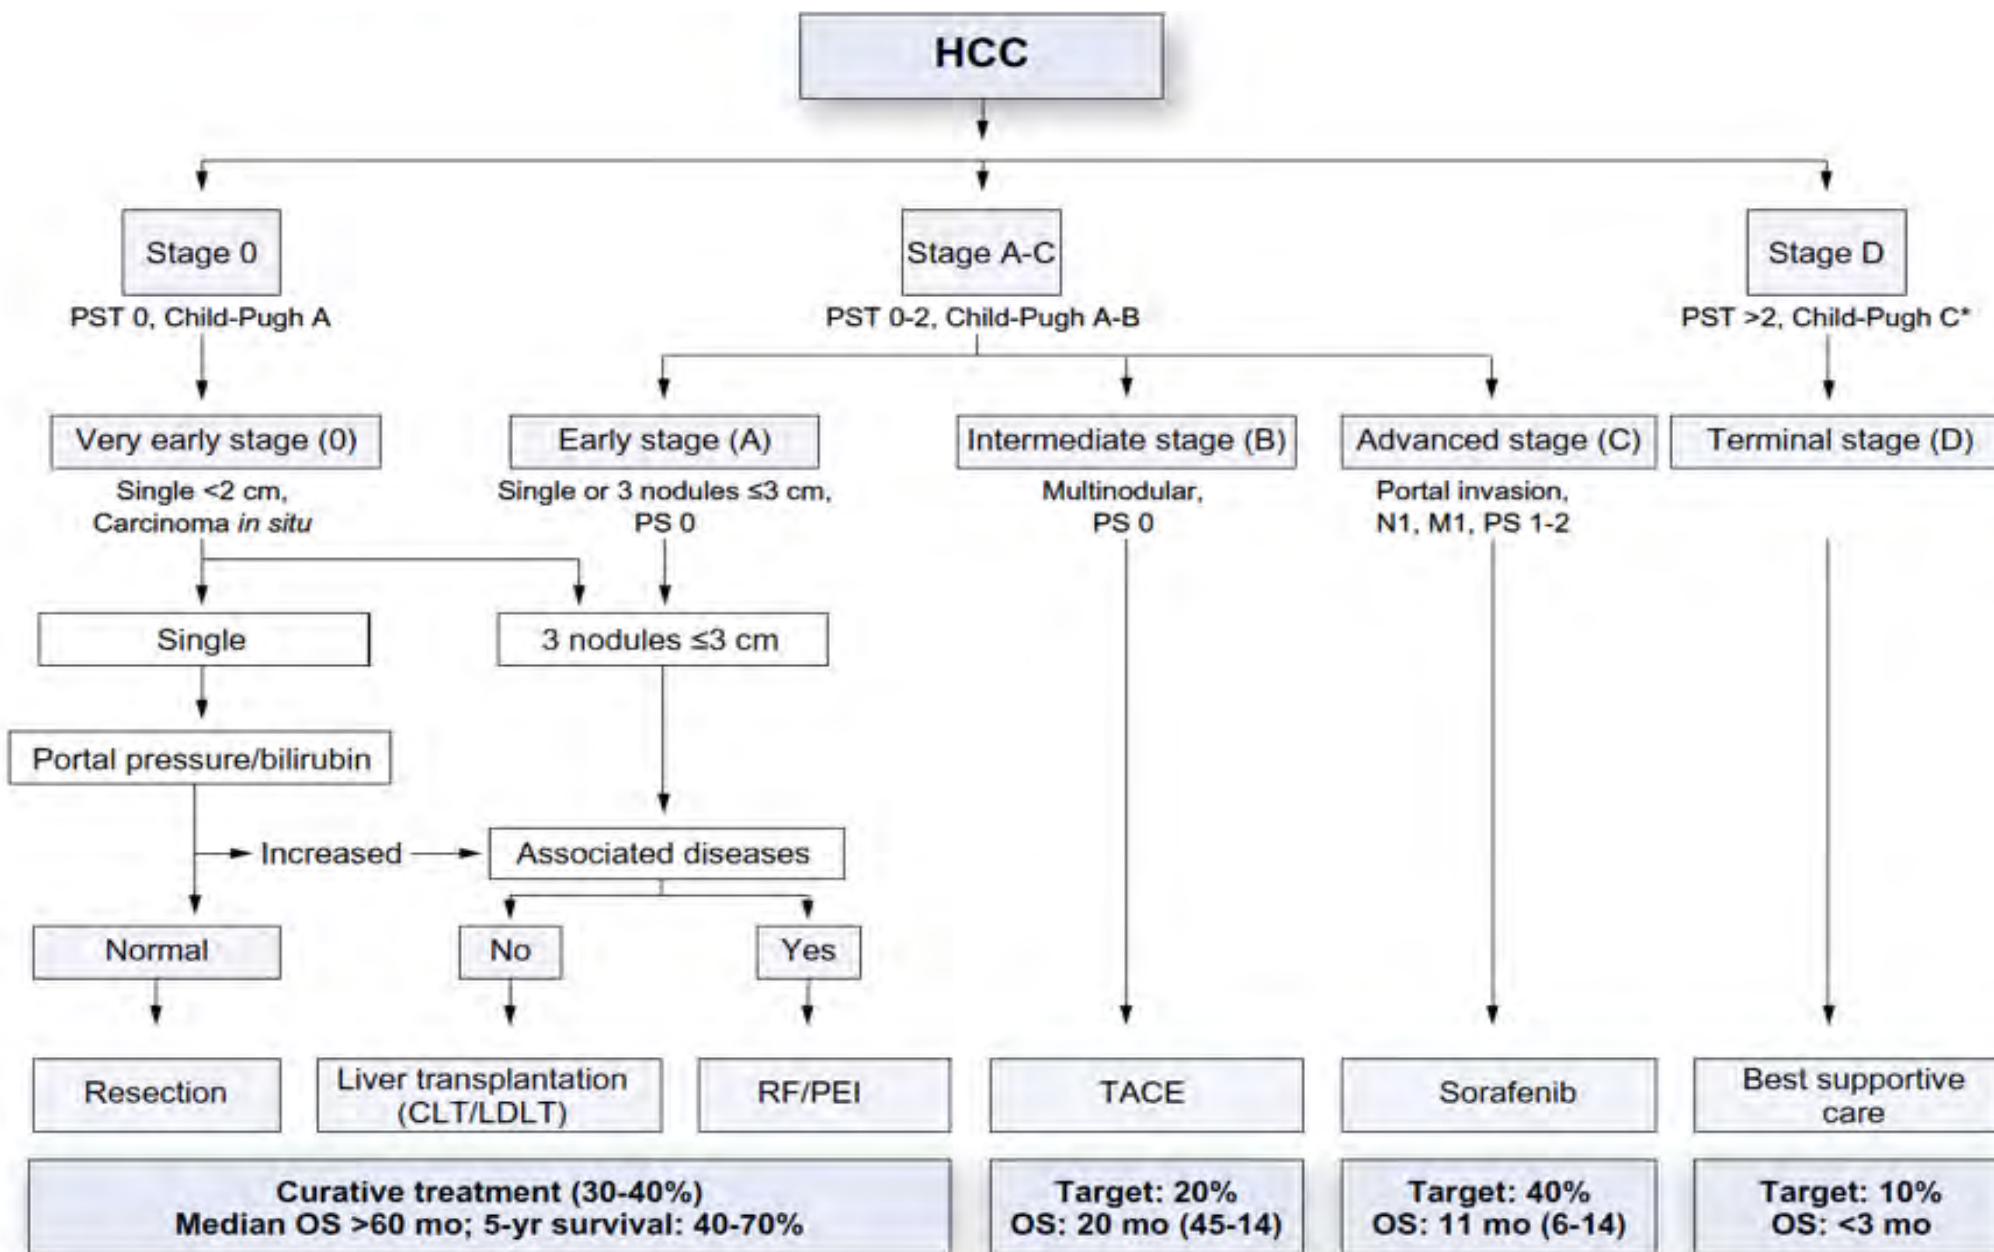 HCC
Stage 0
Stage A-C
Stage D
PST 0, Child-Pugh A
PST 0-2, Child-Pugh A-B
PST >2, Child-Pugh C*
Very early stage (0)
Early stage (A)
Intermediate stage (B)
Advanced stage (C)
Terminal stage (D)
Single <2 cm,
Carcinoma in situ
Single or 3 nodules ≤3 cm,
PS 0
Multinodular,
PS 0
Portal invasion,
N1, M1, PS 1-2
Single
3 nodules ≤3 cm
Portal pressure/bilirubin
Increased
Associated diseases
Normal
No
Yes
Resection
Liver transplantation
(CLT/LDLT)
RF/PEI
TACE
Sorafenib
Best supportive
care
Curative treatment (30-40%)
Median OS >60 mo; 5-yr survival: 40-70%
Target: 20%
OS: 20 mo (45-14)
Target: 40%
OS: 11 mo (6-14)
Target: 10%
OS: <3 mo